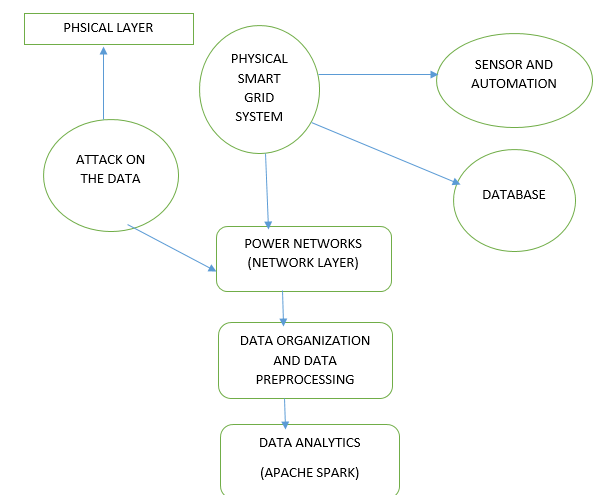 PHSICAL LAYER
PHYSICAL
SMART
GRID
SYSTEM
SENSOR AND
AUTOMATION
ATTACK ON
THE DATA
DATABASE
POWER NETWORKS
(NETWORK LAYER)
DATA ORGANIZATION
AND DATA
PREPROCESSING
DATA ANALYTICS
(APACHE SPARK)